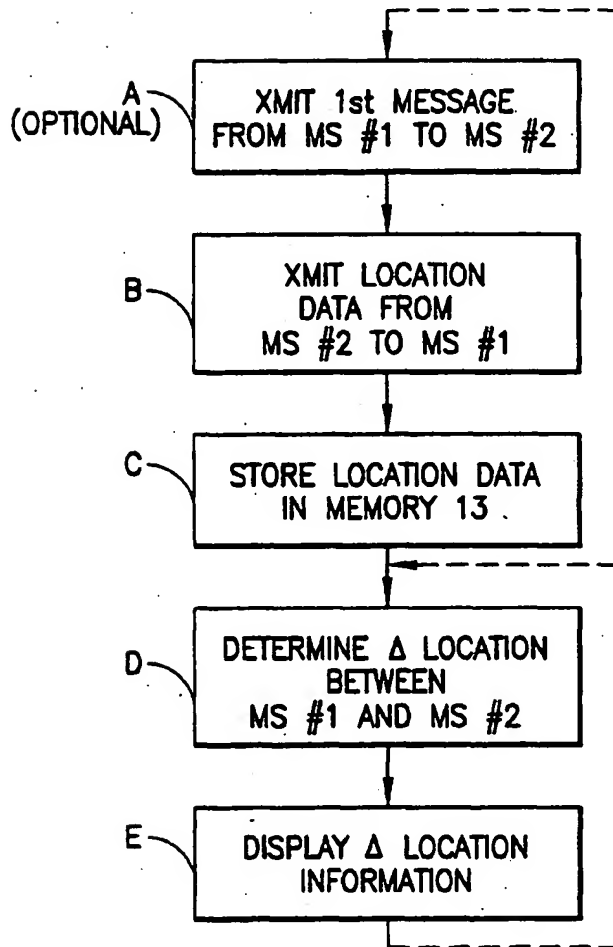 A
(OPTIONAL)
XMIT 1st MESSAGE
FROM MS #1 TO MS #2
B
XMIT LOCATION
DATA FROM
MS #2 TO MS #1
C
STORE LOCATION DATA
IN MEMORY 13
D
DETERMINE Δ LOCATION
BETWEEN
MS #1 AND MS #2
E
DISPLAY Δ LOCATION
INFORMATION